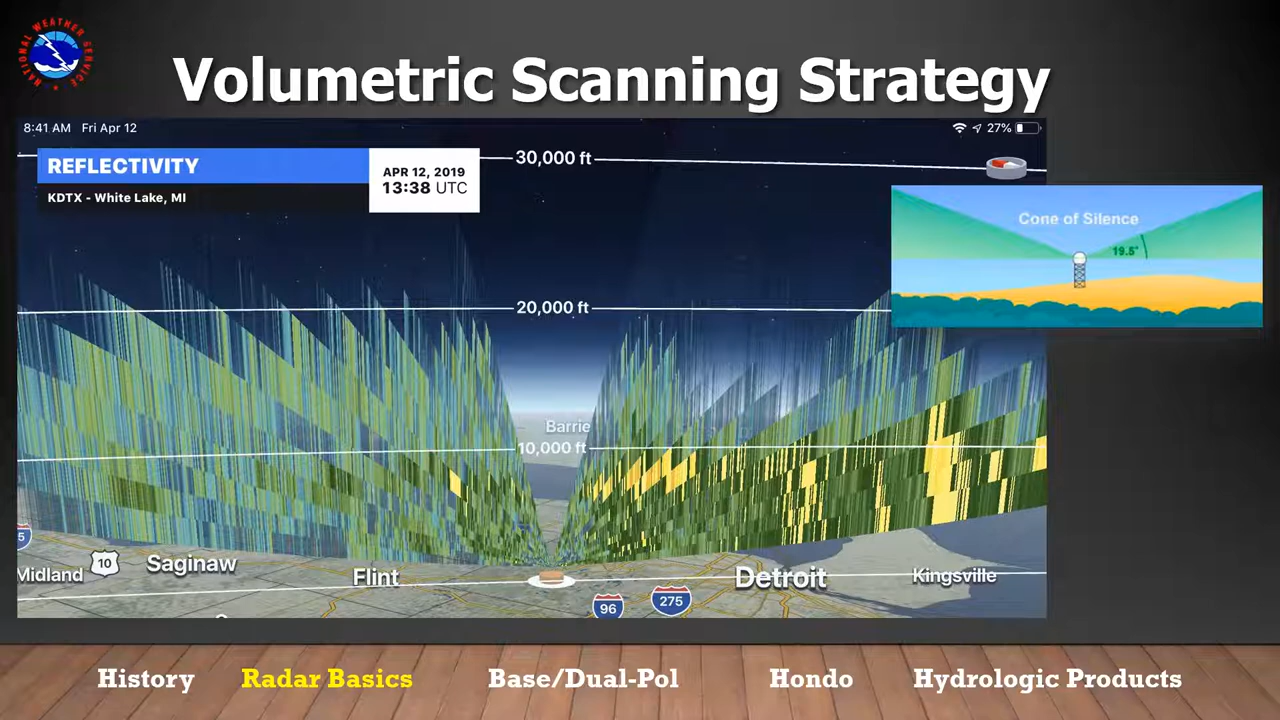 NATIONAL WEATHER SERVICE
Volumetric Scanning Strategy
8:41 AM Fri Apr 12
27%
REFLECTIVITY
KDTX - White Lake, MI
APR 12, 2019
13:38 UTC
30,000 ft
Cone of Silence
19.5°
20,000 ft
Barrie
10,000 ft
5
10
Midland
Saginaw
Flint
Detroit
Kingsville
96
275
History Radar Basics Base/Dual-Pol Hondo Hydrologic Products